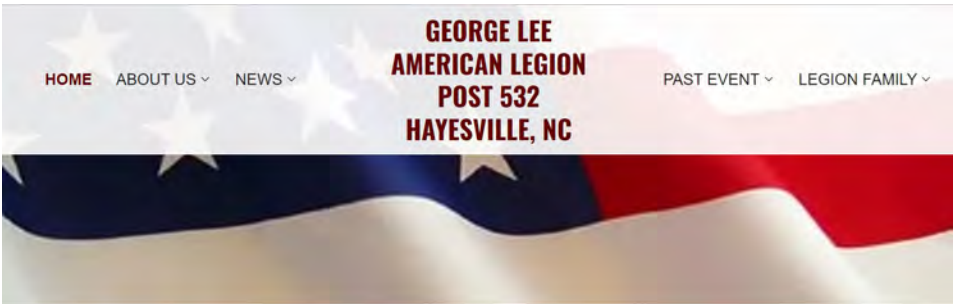 HOME ABOUT US NEWS
GEORGE LEE
AMERICAN LEGION
POST 532
HAYESVILLE, NC
PAST EVENT LEGION FAMILY